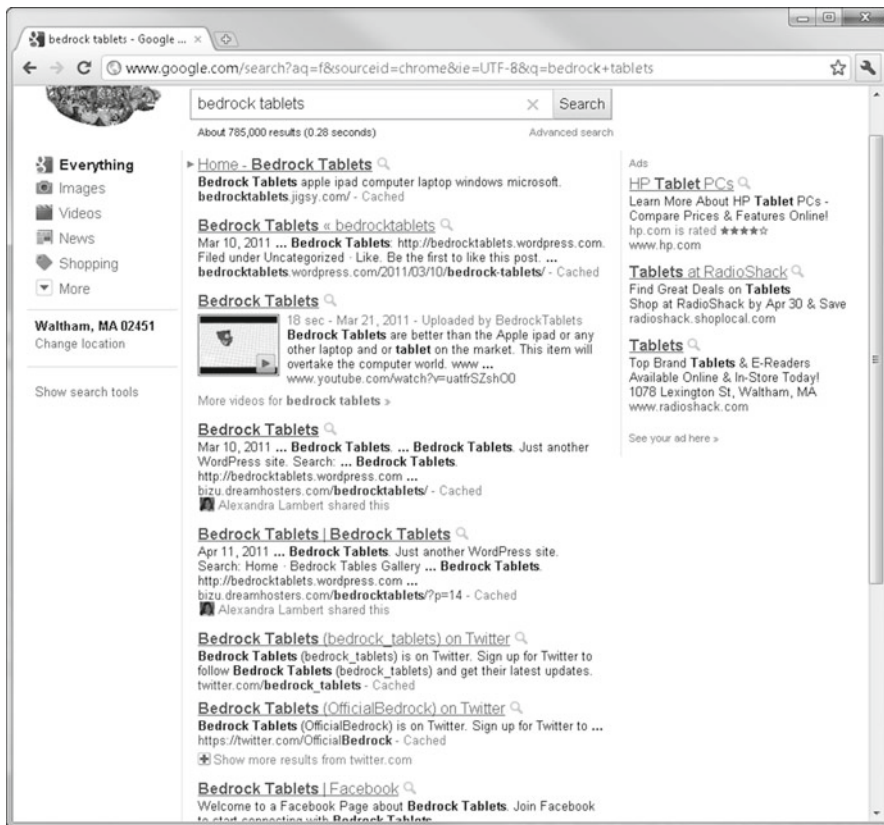 bedrock tablets - Google ...
www.google.com/search?aq=f&sourceid=chrome&ie=UTF-8&q=bedrock+tablets
bedrock tablets
Search
About 785,000 results (0.28 seconds)
Advanced search
Everything
Images
Videos
News
Shopping
More
Waltham, MA 02451
Change location
Show search tools
Home - Bedrock Tablets
Bedrock Tablets apple ipad computer laptop windows microsoft.
bedrocktablets.jigsy.com/ - Cached
Bedrock Tablets « bedrocktablets
Mar 10, 2011 ... Bedrock Tablets: http://bedrocktablets.wordpress.com.
Filed under Uncategorized · Like. Be the first to like this post. ...
bedrocktablets.wordpress.com/2011/03/10/bedrock-tablets/ - Cached
Bedrock Tablets
18 sec - Mar 21, 2011 - Uploaded by BedrockTablets
Bedrock Tablets are better than the Apple ipad or any
other laptop and or tablet on the market. This item will
overtake the computer world. www ...
www.youtube.com/watch?v=uatfrSZshO0
More videos for bedrock tablets »
Bedrock Tablets
Mar 10, 2011 ... Bedrock Tablets. ... Bedrock Tablets. Just another
WordPress site. Search: ... Bedrock Tablets.
http://bedrocktablets.wordpress.com ...
bizu.dreamhosters.com/bedrocktablets/ - Cached
Alexandra Lambert shared this
Bedrock Tablets | Bedrock Tablets
Apr 11, 2011 ... Bedrock Tablets. Just another WordPress site.
Search: Home · Bedrock Tables Gallery ... Bedrock Tablets.
http://bedrocktablets.wordpress.com ...
bizu.dreamhosters.com/bedrocktablets/?p=14 - Cached
Alexandra Lambert shared this
Bedrock Tablets (bedrock_tablets) on Twitter
Bedrock Tablets (bedrock_tablets) is on Twitter. Sign up for Twitter to
follow Bedrock Tablets (bedrock_tablets) and get their latest updates.
twitter.com/bedrock_tablets - Cached
Bedrock Tablets (OfficialBedrock) on Twitter
Bedrock Tablets (OfficialBedrock) is on Twitter. Sign up for Twitter to ...
https://twitter.com/OfficialBedrock - Cached
Show more results from twitter.com
Bedrock Tablets | Facebook
Welcome to a Facebook Page about Bedrock Tablets. Join Facebook
to start connecting with Bedrock Tablets
Ads
HP Tablet PCs
Learn More About HP Tablet PCs -
Compare Prices & Features Online!
hp.com is rated ★★★★☆
www.hp.com
Tablets at RadioShack
Find Great Deals on Tablets
Shop at RadioShack by Apr 30 & Save
radioshack.shoplocal.com
Tablets
Top Brand Tablets & E-Readers
Available Online & In-Store Today!
1078 Lexington St, Waltham, MA
www.radioshack.com
See your ad here »